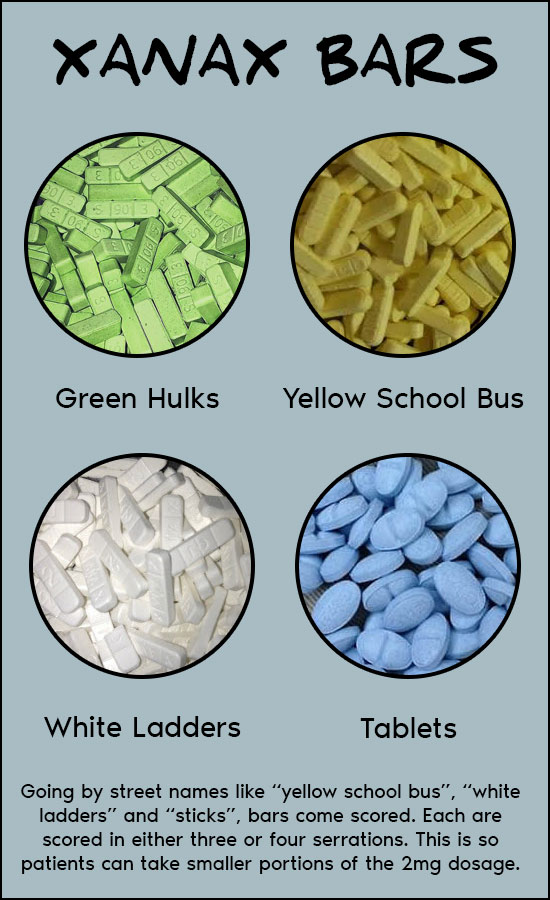 XANAX BARS
Green Hulks
Yellow School Bus
White Ladders
Tablets
Going by street names like “yellow school bus”, “white
ladders” and “sticks”, bars come scored. Each are
scored in either three or four serrations. This is so
patients can take smaller portions of the 2mg dosage.